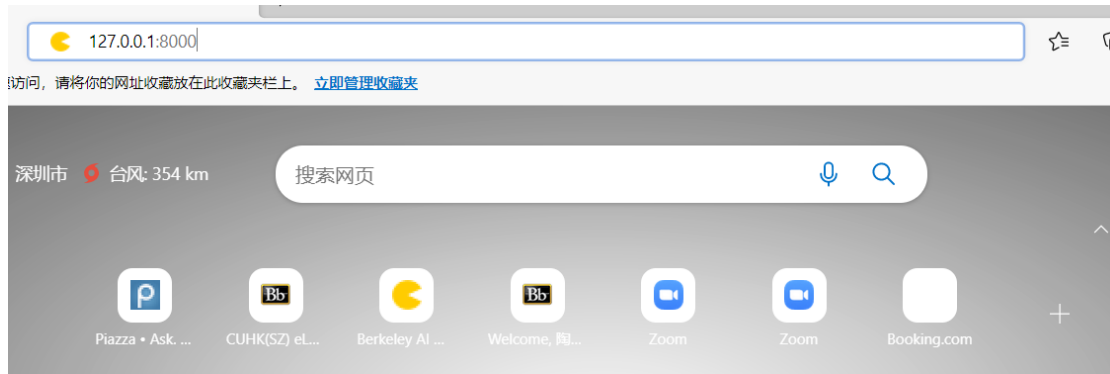 127.0.0.1:8000
访问，请将你的网址收藏放在此收藏夹栏上。 立即管理收藏夹
深圳市 台风: 354 km
搜索网页
Piazza • Ask. ...
CUHK(SZ) eL...
Berkeley AI ...
Welcome, 陶...
Zoom
Zoom
Booking.com